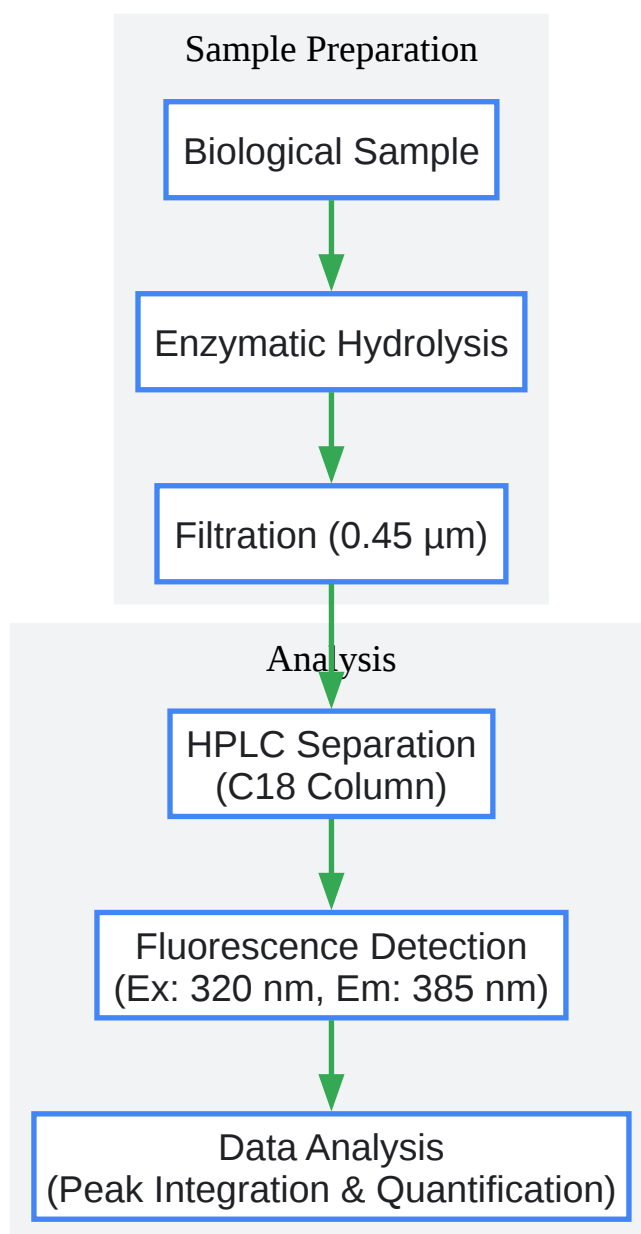 Sample Preparation
Biological Sample
Enzymatic Hydrolysis
Filtration (0.45 µm)
Analysis
HPLC Separation
(C18 Column)
Fluorescence Detection
(Ex: 320 nm, Em: 385 nm)
Data Analysis
(Peak Integration & Quantification)